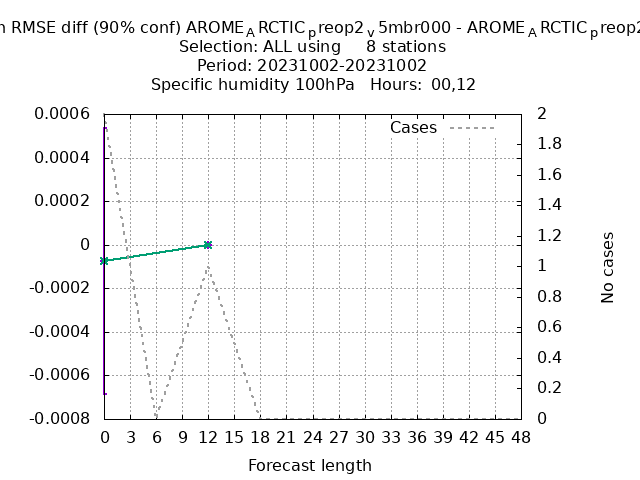 n RMSE diff (90% conf) AROME_ARCTIC_preop2_v5mbr000 - AROME_ARCTIC_preop2
Selection: ALL using 8 stations
Period: 20231002-20231002
Specific humidity 100hPa Hours: 00,12
Cases
0.0006
0.0004
0.0002
0
-0.0002
-0.0004
-0.0006
-0.0008
2
1.8
1.6
1.4
1.2
1
0.8
0.6
0.4
0.2
0
No cases
0 3 6 9 12 15 18 21 24 27 30 33 36 39 42 45 48
Forecast length